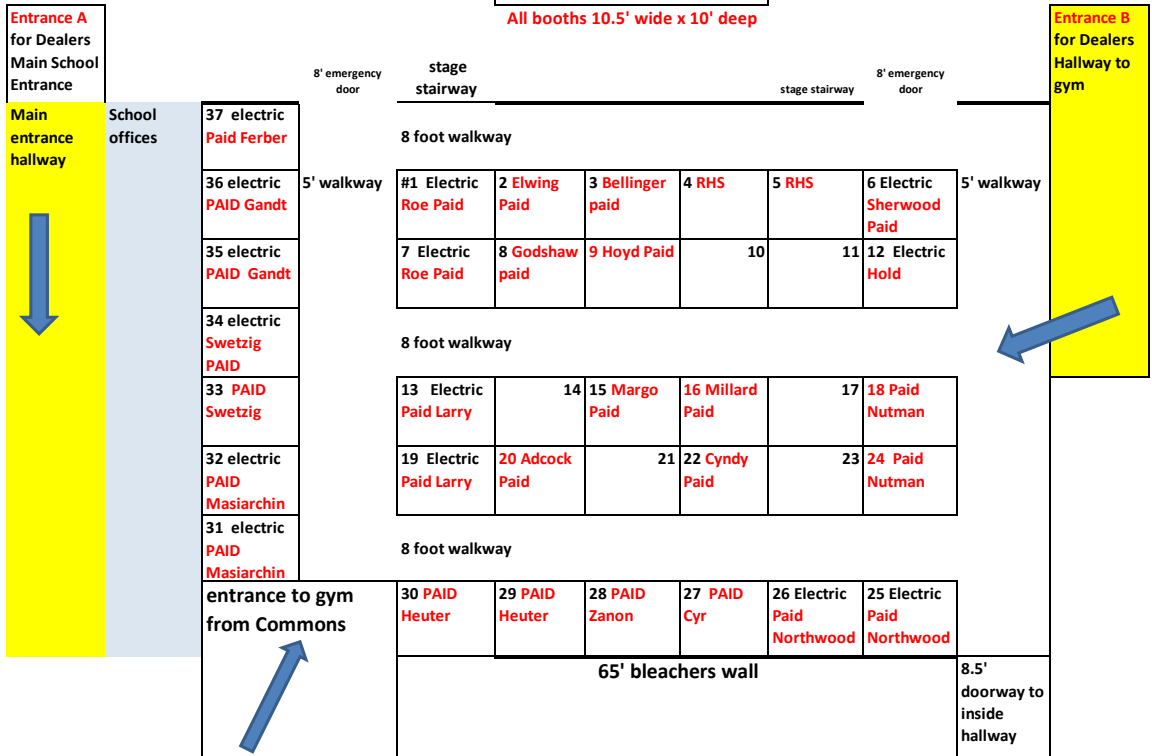 All booths 10.5' wide x 10' deep
Entrance A
for Dealers
Main School
Entrance
Entrance B
for Dealers
Hallway to
gym
8' emergency
door
stage
stairway
stage stairway
8' emergency
door
Main
entrance
hallway
School
offices
37 electric
Paid Ferber
8 foot walkway
36 electric
PAID Gandt
5' walkway
#1 Electric
Roe Paid
2 Elwing
Paid
3 Bellinger
paid
4 RHS
5 RHS
6 Electric
Sherwood
Paid
5' walkway
35 electric
PAID Gandt
7 Electric
Roe Paid
8 Godshaw
paid
9 Hoyd Paid
10
11
12 Electric
Hold
34 electric
Swetzig
PAID
8 foot walkway
33 PAID
Swetzig
13 Electric
Paid Larry
14
15 Margo
Paid
16 Millard
Paid
17
18 Paid
Nutman
32 electric
PAID
Masiarchin
19 Electric
Paid Larry
20 Adcock
Paid
21
22 Cyndy
Paid
23
24 Paid
Nutman
31 electric
PAID
Masiarchin
8 foot walkway
entrance to gym
from Commons
30 PAID
Heuter
29 PAID
Heuter
28 PAID
Zanon
27 PAID
Cyr
26 Electric
Paid
Northwood
25 Electric
Paid
Northwood
65' bleachers wall
8.5'
doorway to
inside
hallway